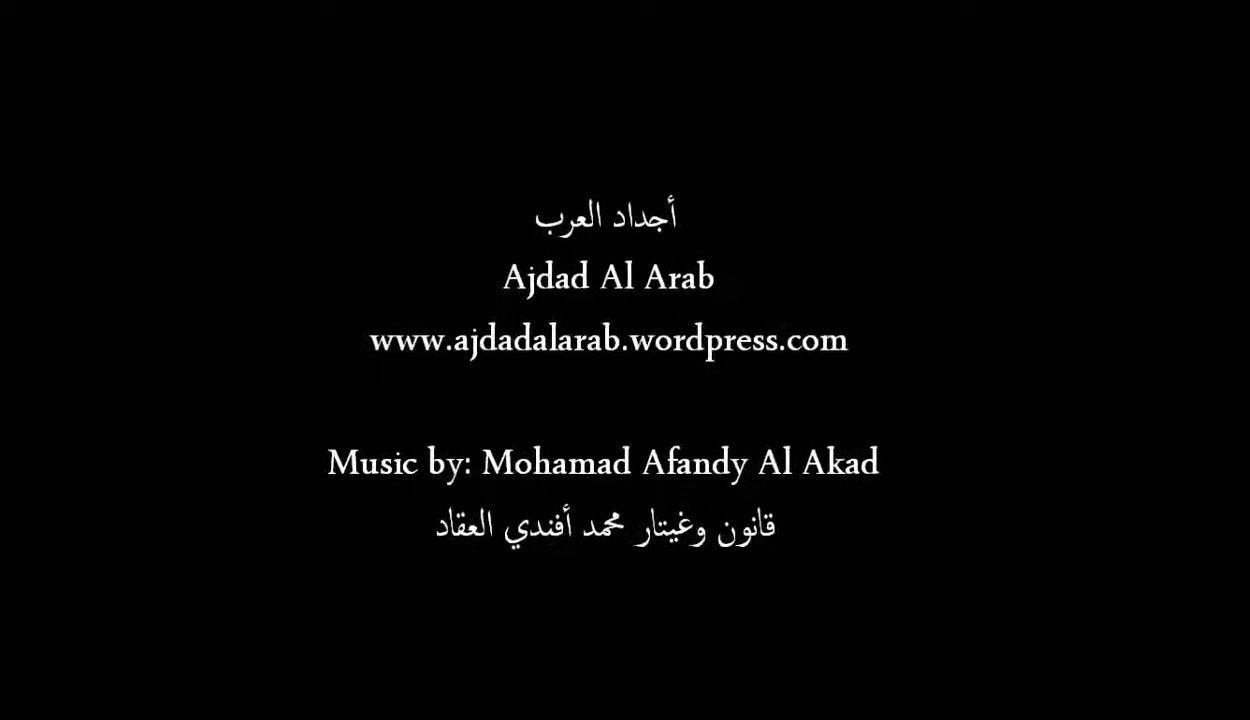 أجداد العرب
Ajdad Al Arab
www.ajdadalarab.wordpress.com
Music by: Mohamad Afandy Al Akad
قانون وغيتار محمد أفندي العقاد